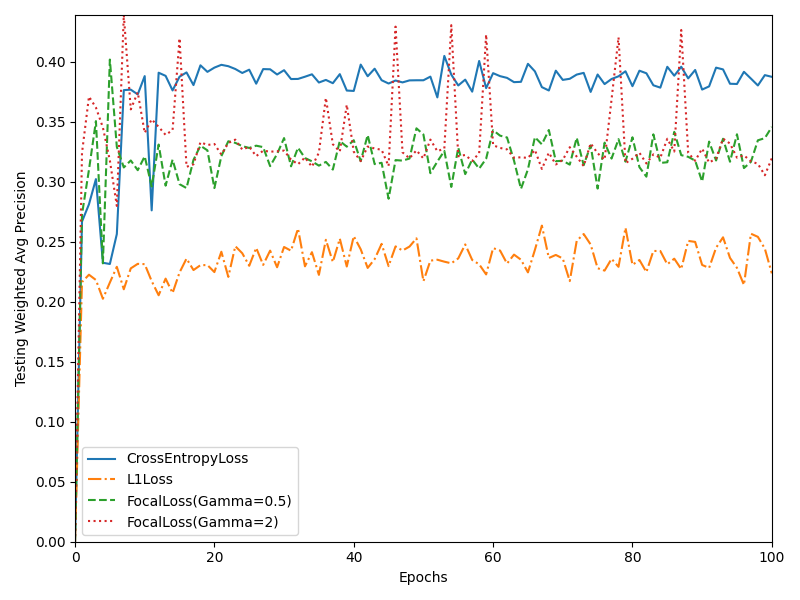 Testing Weighted Avg Precision
0.40
0.35
0.30
0.25
0.20
0.15
0.10
0.05
0.00
CrossEntropyLoss
L1Loss
FocalLoss(Gamma=0.5)
FocalLoss(Gamma=2)
0 20 40 60 80 100
Epochs